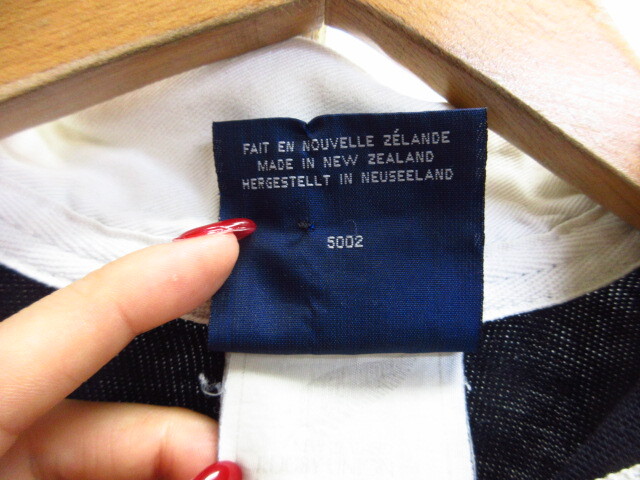 FAIT EN NOUVELLE ZÉLANDE
MADE IN NEW ZEALAND
HERGESTELLT IN NEUSEELAND
5002